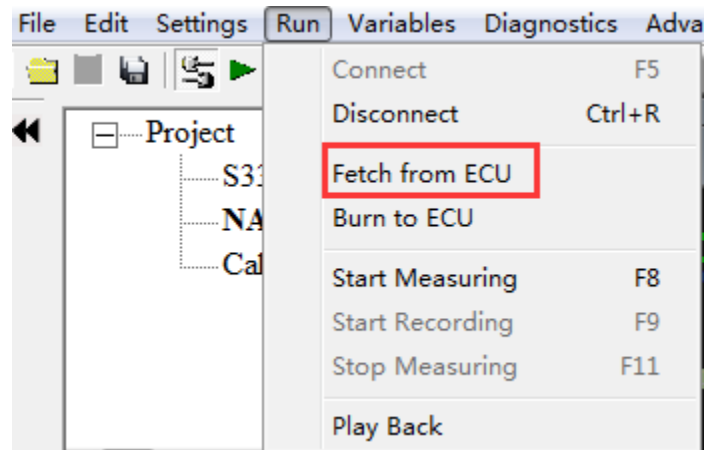 File Edit Settings Run Variables Diagnostics Adva
Project
S33
NA
Cal
Connect F5
Disconnect Ctrl+R
Fetch from ECU
Burn to ECU
Start Measuring F8
Start Recording F9
Stop Measuring F11
Play Back